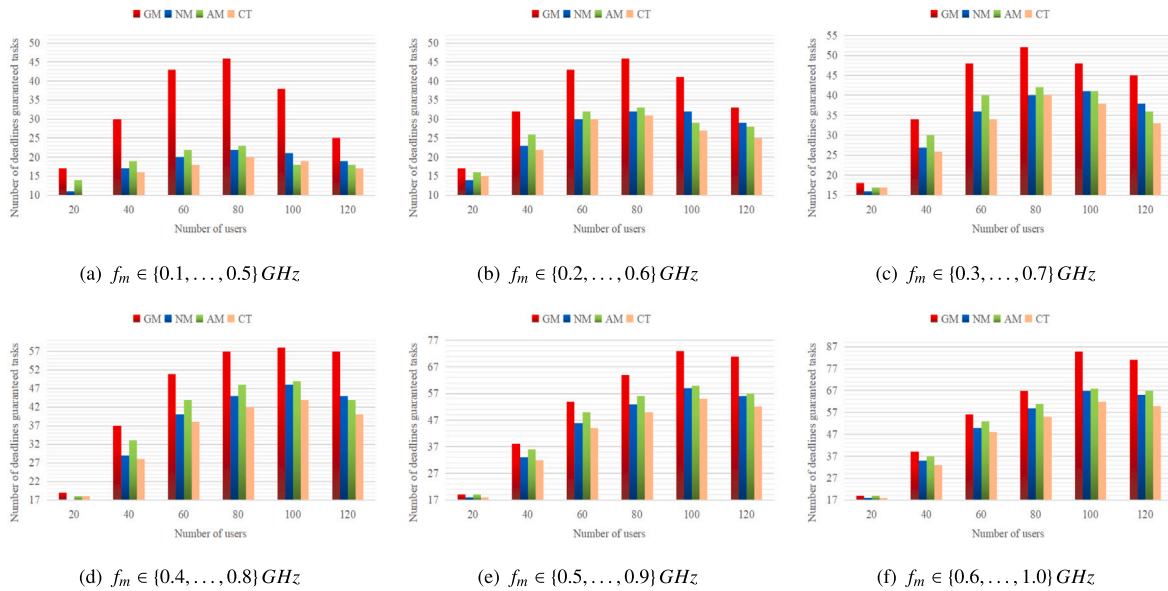 GM NM AM CT
Number of deadlines guaranteed tasks
50
45
40
35
30
25
20
15
10
20 40 60 80 100 120
Number of users
(a) f_m ∈ {0.1, . . . , 0.5} GHz
GM NM AM CT
Number of deadlines guaranteed tasks
50
45
40
35
30
25
20
15
10
20 40 60 80 100 120
Number of users
(b) f_m ∈ {0.2, . . . , 0.6} GHz
GM NM AM CT
Number of deadlines guaranteed tasks
55
50
45
40
35
30
25
20
15
20 40 60 80 100 120
Number of users
(c) f_m ∈ {0.3, . . . , 0.7} GHz
GM NM AM CT
Number of deadlines guaranteed tasks
57
52
47
42
37
32
27
22
17
20 40 60 80 100 120
Number of users
(d) f_m ∈ {0.4, . . . , 0.8} GHz
GM NM AM CT
Number of deadlines guaranteed tasks
77
67
57
47
37
27
17
20 40 60 80 100 120
Number of users
(e) f_m ∈ {0.5, . . . , 0.9} GHz
GM NM AM CT
Number of deadlines guaranteed tasks
87
77
67
57
47
37
27
17
20 40 60 80 100 120
Number of users
(f) f_m ∈ {0.6, . . . , 1.0} GHz